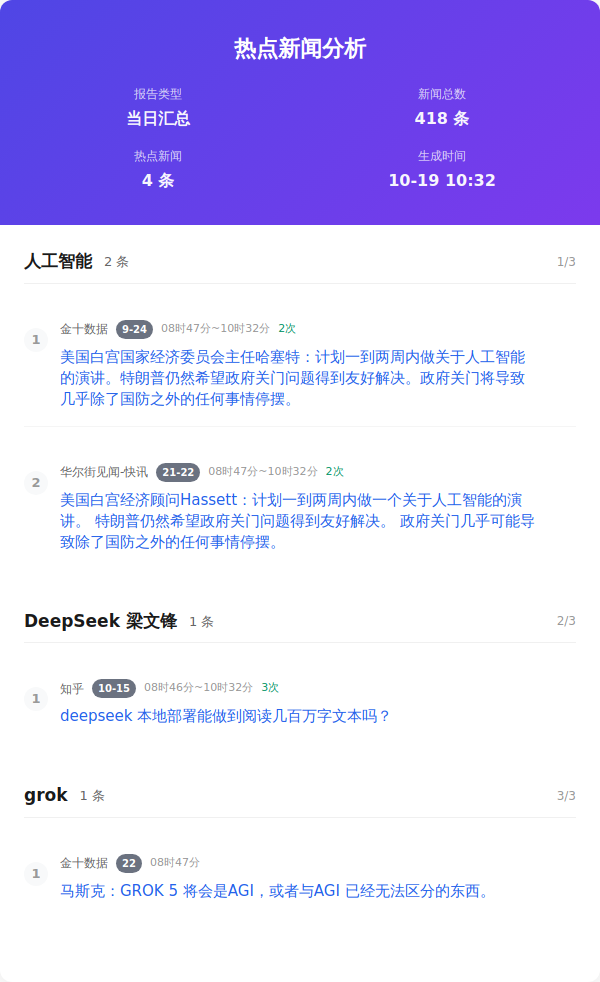 热点新闻分析
报告类型
新闻总数
当日汇总
418 条
热点新闻
生成时间
4 条
10-19 10:32
人工智能 2 条 1/3
1
金十数据 9-24 08时47分~10时32分 2次
美国白宫国家经济委员会主任哈塞特：计划一到两周内做关于人工智能
的演讲。特朗普仍然希望政府关门问题得到友好解决。政府关门将导致
几乎除了国防之外的任何事情停摆。
2
华尔街见闻-快讯 21-22 08时47分~10时32分 2次
美国白宫经济顾问Hassett：计划一到两周内做一个关于人工智能的演
讲。 特朗普仍然希望政府关门问题得到友好解决。 政府关门几乎可能导
致除了国防之外的任何事情停摆。
DeepSeek 梁文锋 1 条 2/3
1
知乎 10-15 08时46分~10时32分 3次
deepseek 本地部署能做到阅读几百万字文本吗？
grok 1 条 3/3
1
金十数据 22 08时47分
马斯克：GROK 5 将会是AGI，或者与AGI 已经无法区分的东西。